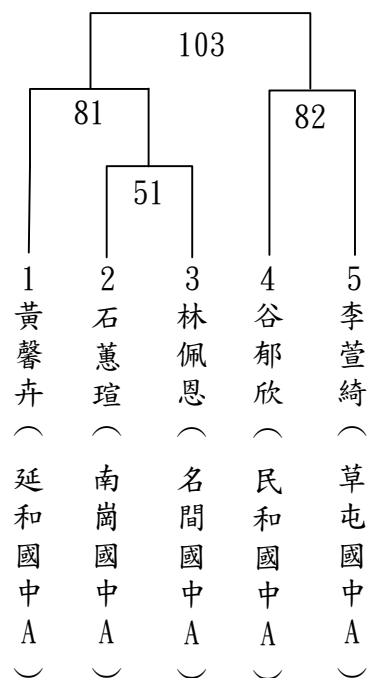 103
81
82
51
1
黃馨卉（延和國中A）
2
石蕙瑄（南崗國中A）
3
林佩恩（名間國中A）
4
谷郁欣（民和國中A）
5
李萱綺（草屯國中A）